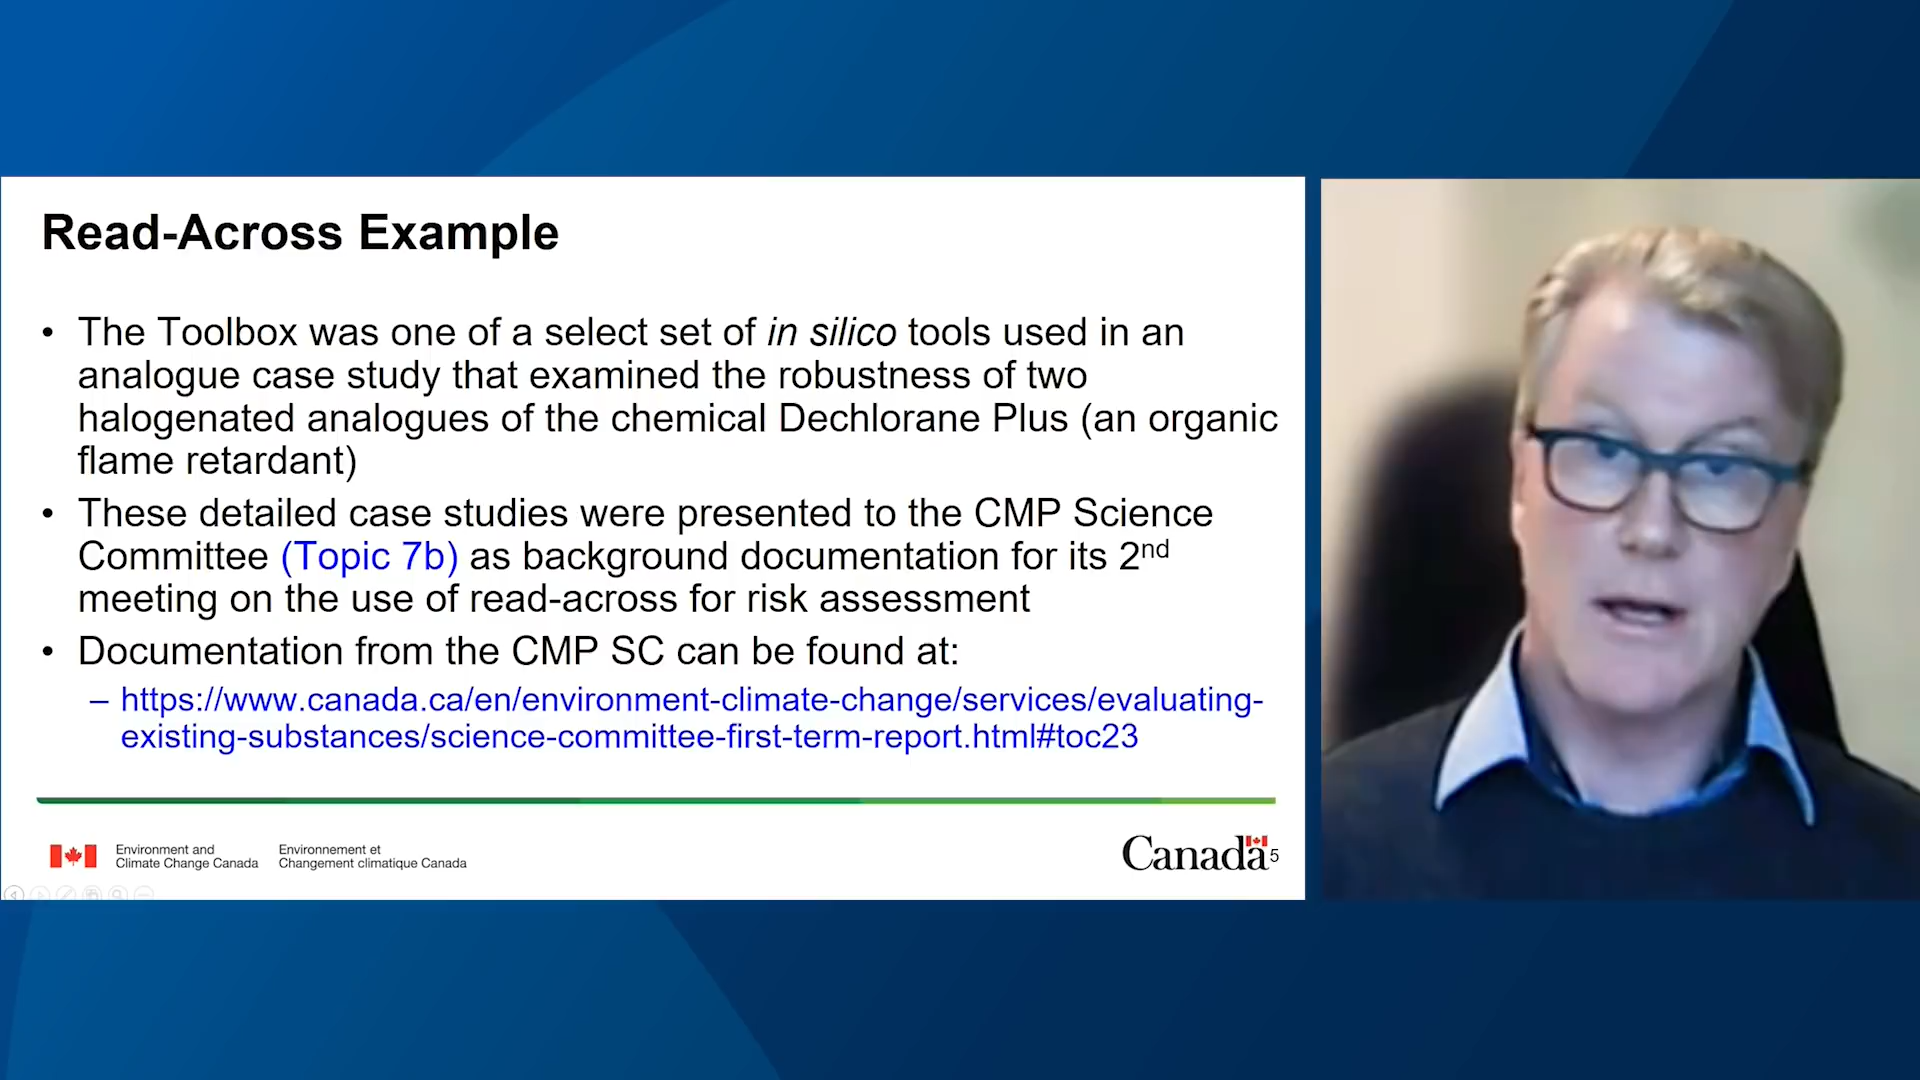 Read-Across Example
• The Toolbox was one of a select set of in silico tools used in an
analogue case study that examined the robustness of two
halogenated analogues of the chemical Dechlorane Plus (an organic
flame retardant)
• These detailed case studies were presented to the CMP Science
Committee (Topic 7b) as background documentation for its 2nd
meeting on the use of read-across for risk assessment
• Documentation from the CMP SC can be found at:
– https://www.canada.ca/en/environment-climate-change/services/evaluating-
existing-substances/science-committee-first-term-report.html#toc23
Environment and
Climate Change Canada
Environnement et
Changement climatique Canada
Canada
5